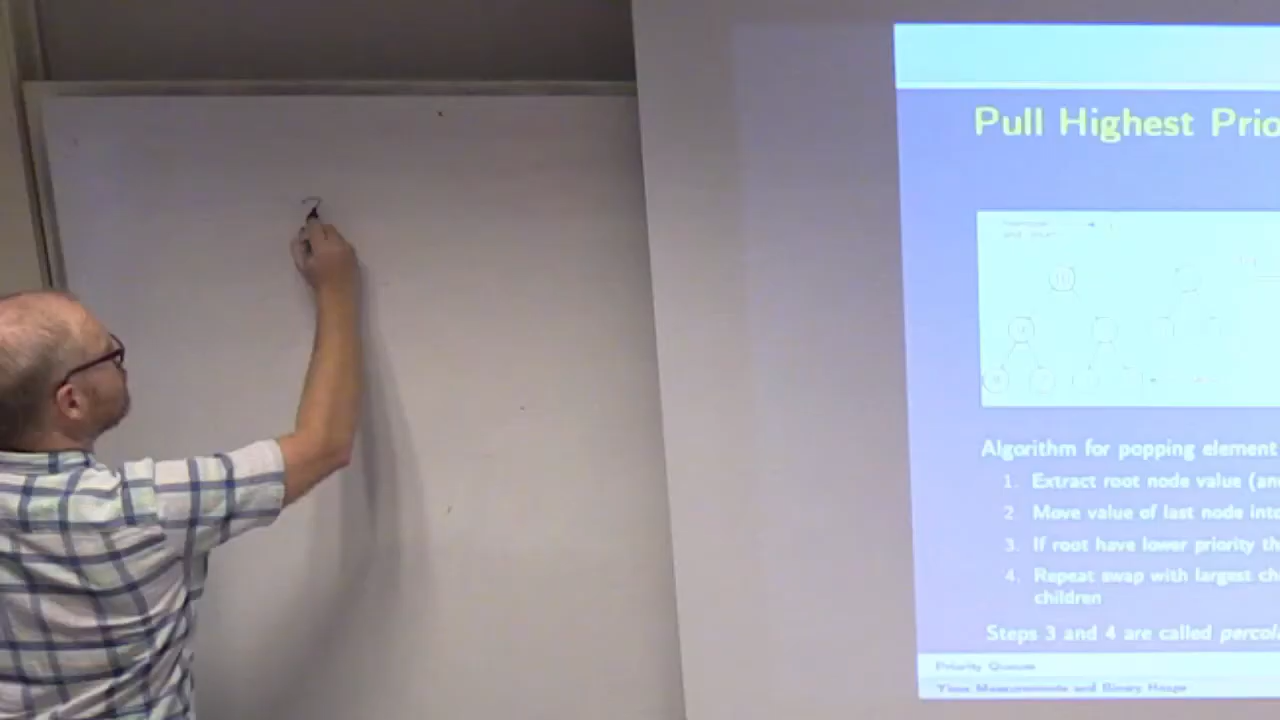 Pull Highest Prio
Algorithm for popping element
1. Extract root node value (an
2. Move value of last node into
3. If root have lower priority th
4. Repeat swap with largest ch
children
Steps 3 and 4 are called percola
Priority Queues
Time Measurements and Binary Heaps